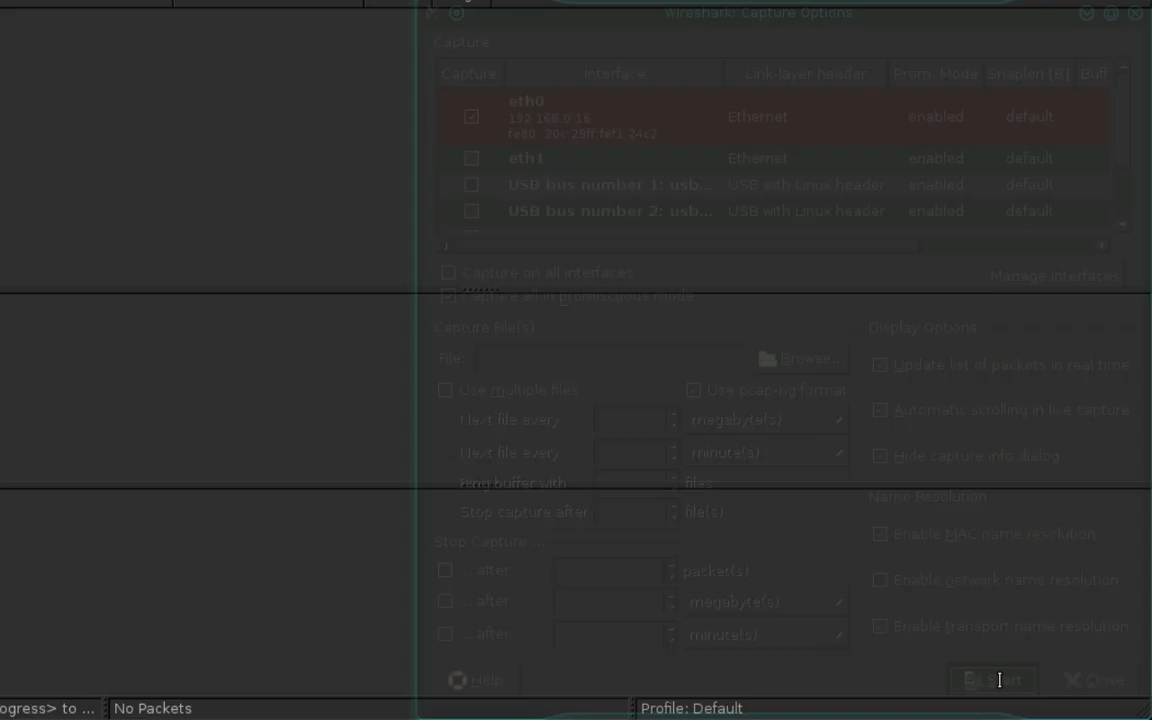 Wireshark: Capture Options
Capture
Capture Interface Link-layer header Prom. Mode Snaplen [B] Buff
eth0
192.168.0.16
fe80::20c:29ff:fef1:24c2
Ethernet enabled default
eth1 Ethernet enabled default
USB bus number 1: usb... USB with Linux header enabled default
USB bus number 2: usb... USB with Linux header enabled default
Capture on all interfaces
Manage Interfaces
Capture all in promiscuous mode
Capture File(s)
File: Browse...
Use multiple files Use pcap-ng format
Next file every megabyte(s)
Next file every minute(s)
Ring buffer with files
Stop capture after file(s)
Stop Capture ...
... after packet(s)
... after megabyte(s)
... after minute(s)
Display Options
Update list of packets in real time
Automatic scrolling in live capture
Hide capture info dialog
Name Resolution
Enable MAC name resolution
Enable network name resolution
Enable transport name resolution
Help Start Close
ogress> to ... No Packets Profile: Default